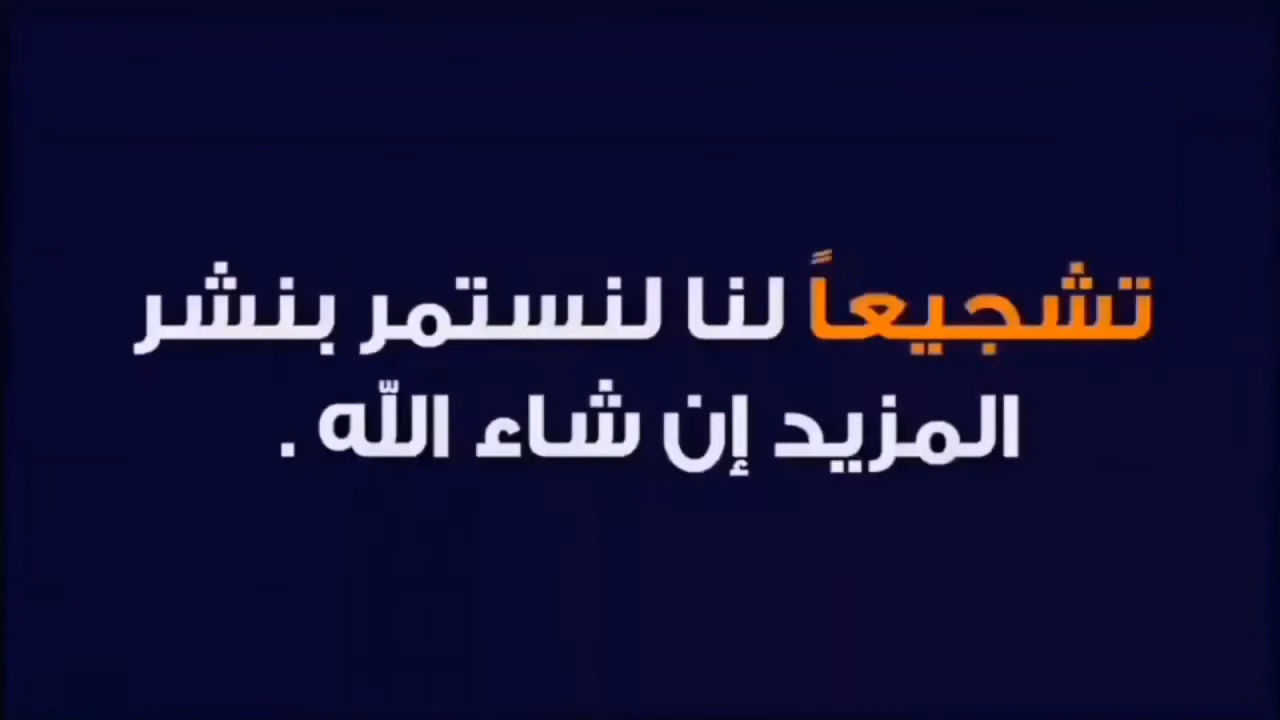 تشجيعاً لنا لنستمر بنشر
المزيد إن شاء اللّه .